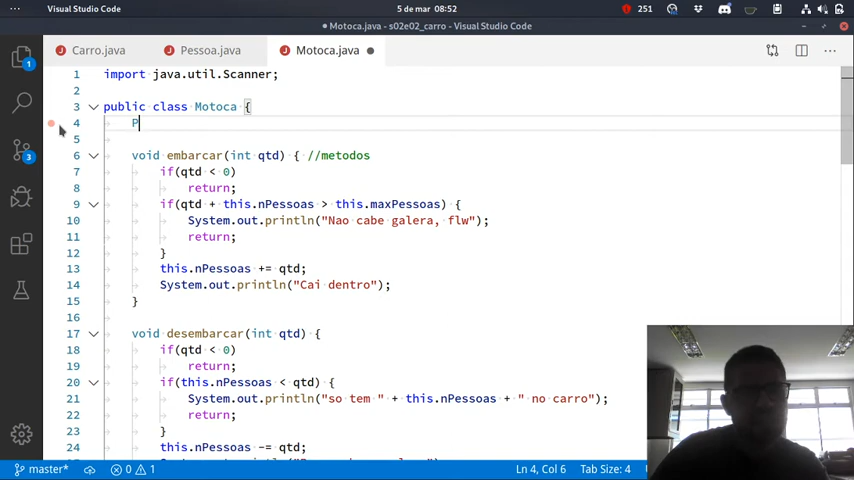 5 de mar 08:52
251
Motoca.java - s02e02_carro - Visual Studio Code
Carro.java
Pessoa.java
Motoca.java
1 import java.util.Scanner;
2
3 public class Motoca {
4 P
5
6 void embarcar(int qtd) { //metodos
7 if(qtd < 0)
8 return;
9 if(qtd + this.nPessoas > this.maxPessoas) {
10 System.out.println("Nao cabe galera, flw");
11 return;
12 }
13 this.nPessoas += qtd;
14 System.out.println("Cai dentro");
15 }
16
17 void desembarcar(int qtd) {
18 if(qtd < 0)
19 return;
20 if(this.nPessoas < qtd) {
21 System.out.println("so tem " + this.nPessoas + " no carro");
22 return;
23 }
24 this.nPessoas -= qtd;
1
3
master*
0
1
Ln 4, Col 6
Tab Size: 4